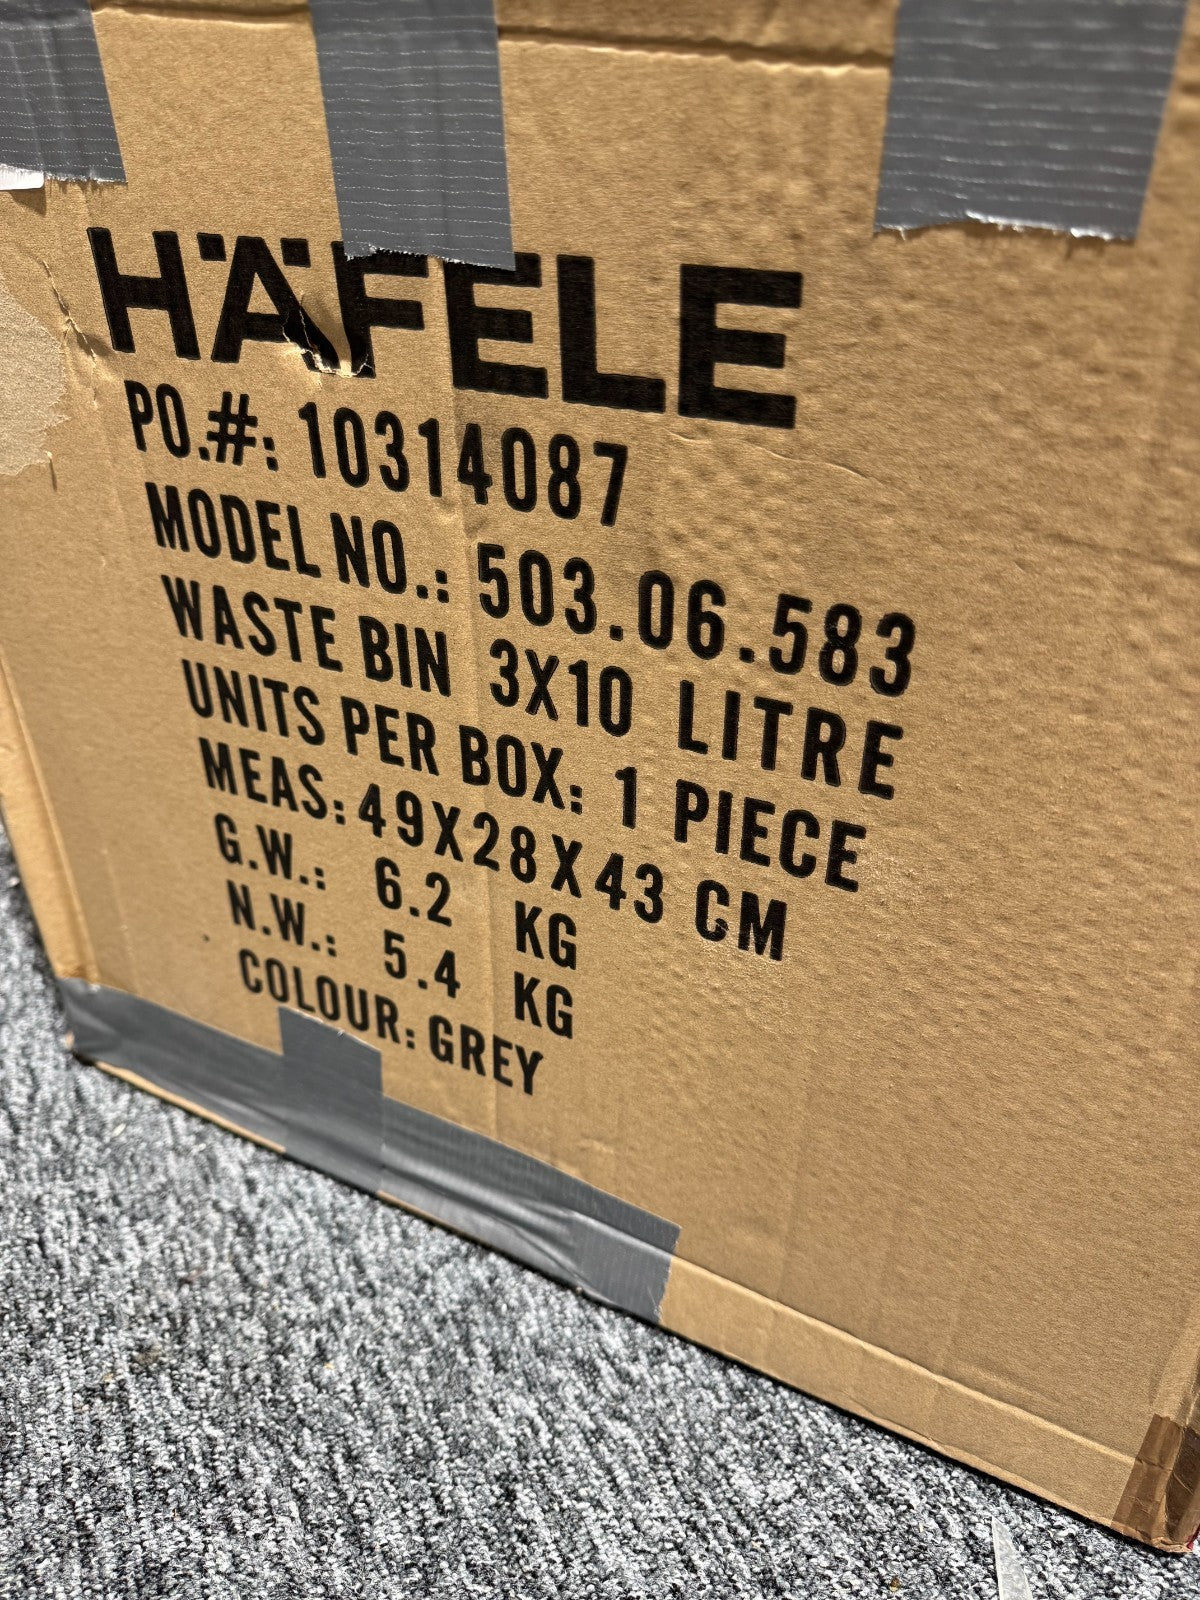 HÄFELE
PO.#: 10314087
MODEL NO.: 503.06.583
WASTE BIN 3X10 LITRE
UNITS PER BOX: 1 PIECE
MEAS: 49X28X43 CM
G.W.: 6.2 KG
N.W.: 5.4 KG
COLOUR: GREY